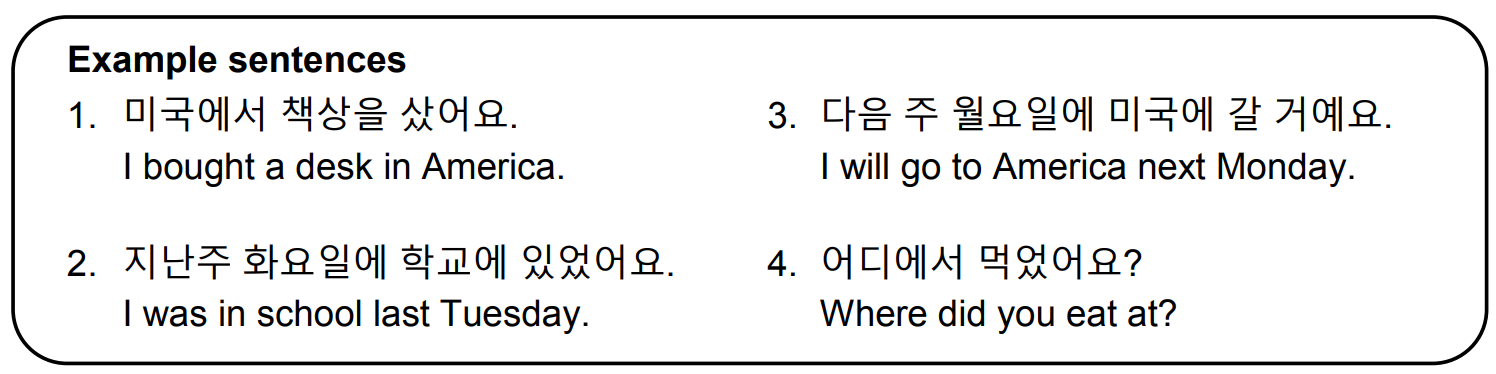 Example sentences
1. 미국에서 책상을 샀어요.
I bought a desk in America.
2. 지난주 화요일에 학교에 있었어요.
I was in school last Tuesday.
3. 다음 주 월요일에 미국에 갈 거예요.
I will go to America next Monday.
4. 어디에서 먹었어요?
Where did you eat at?